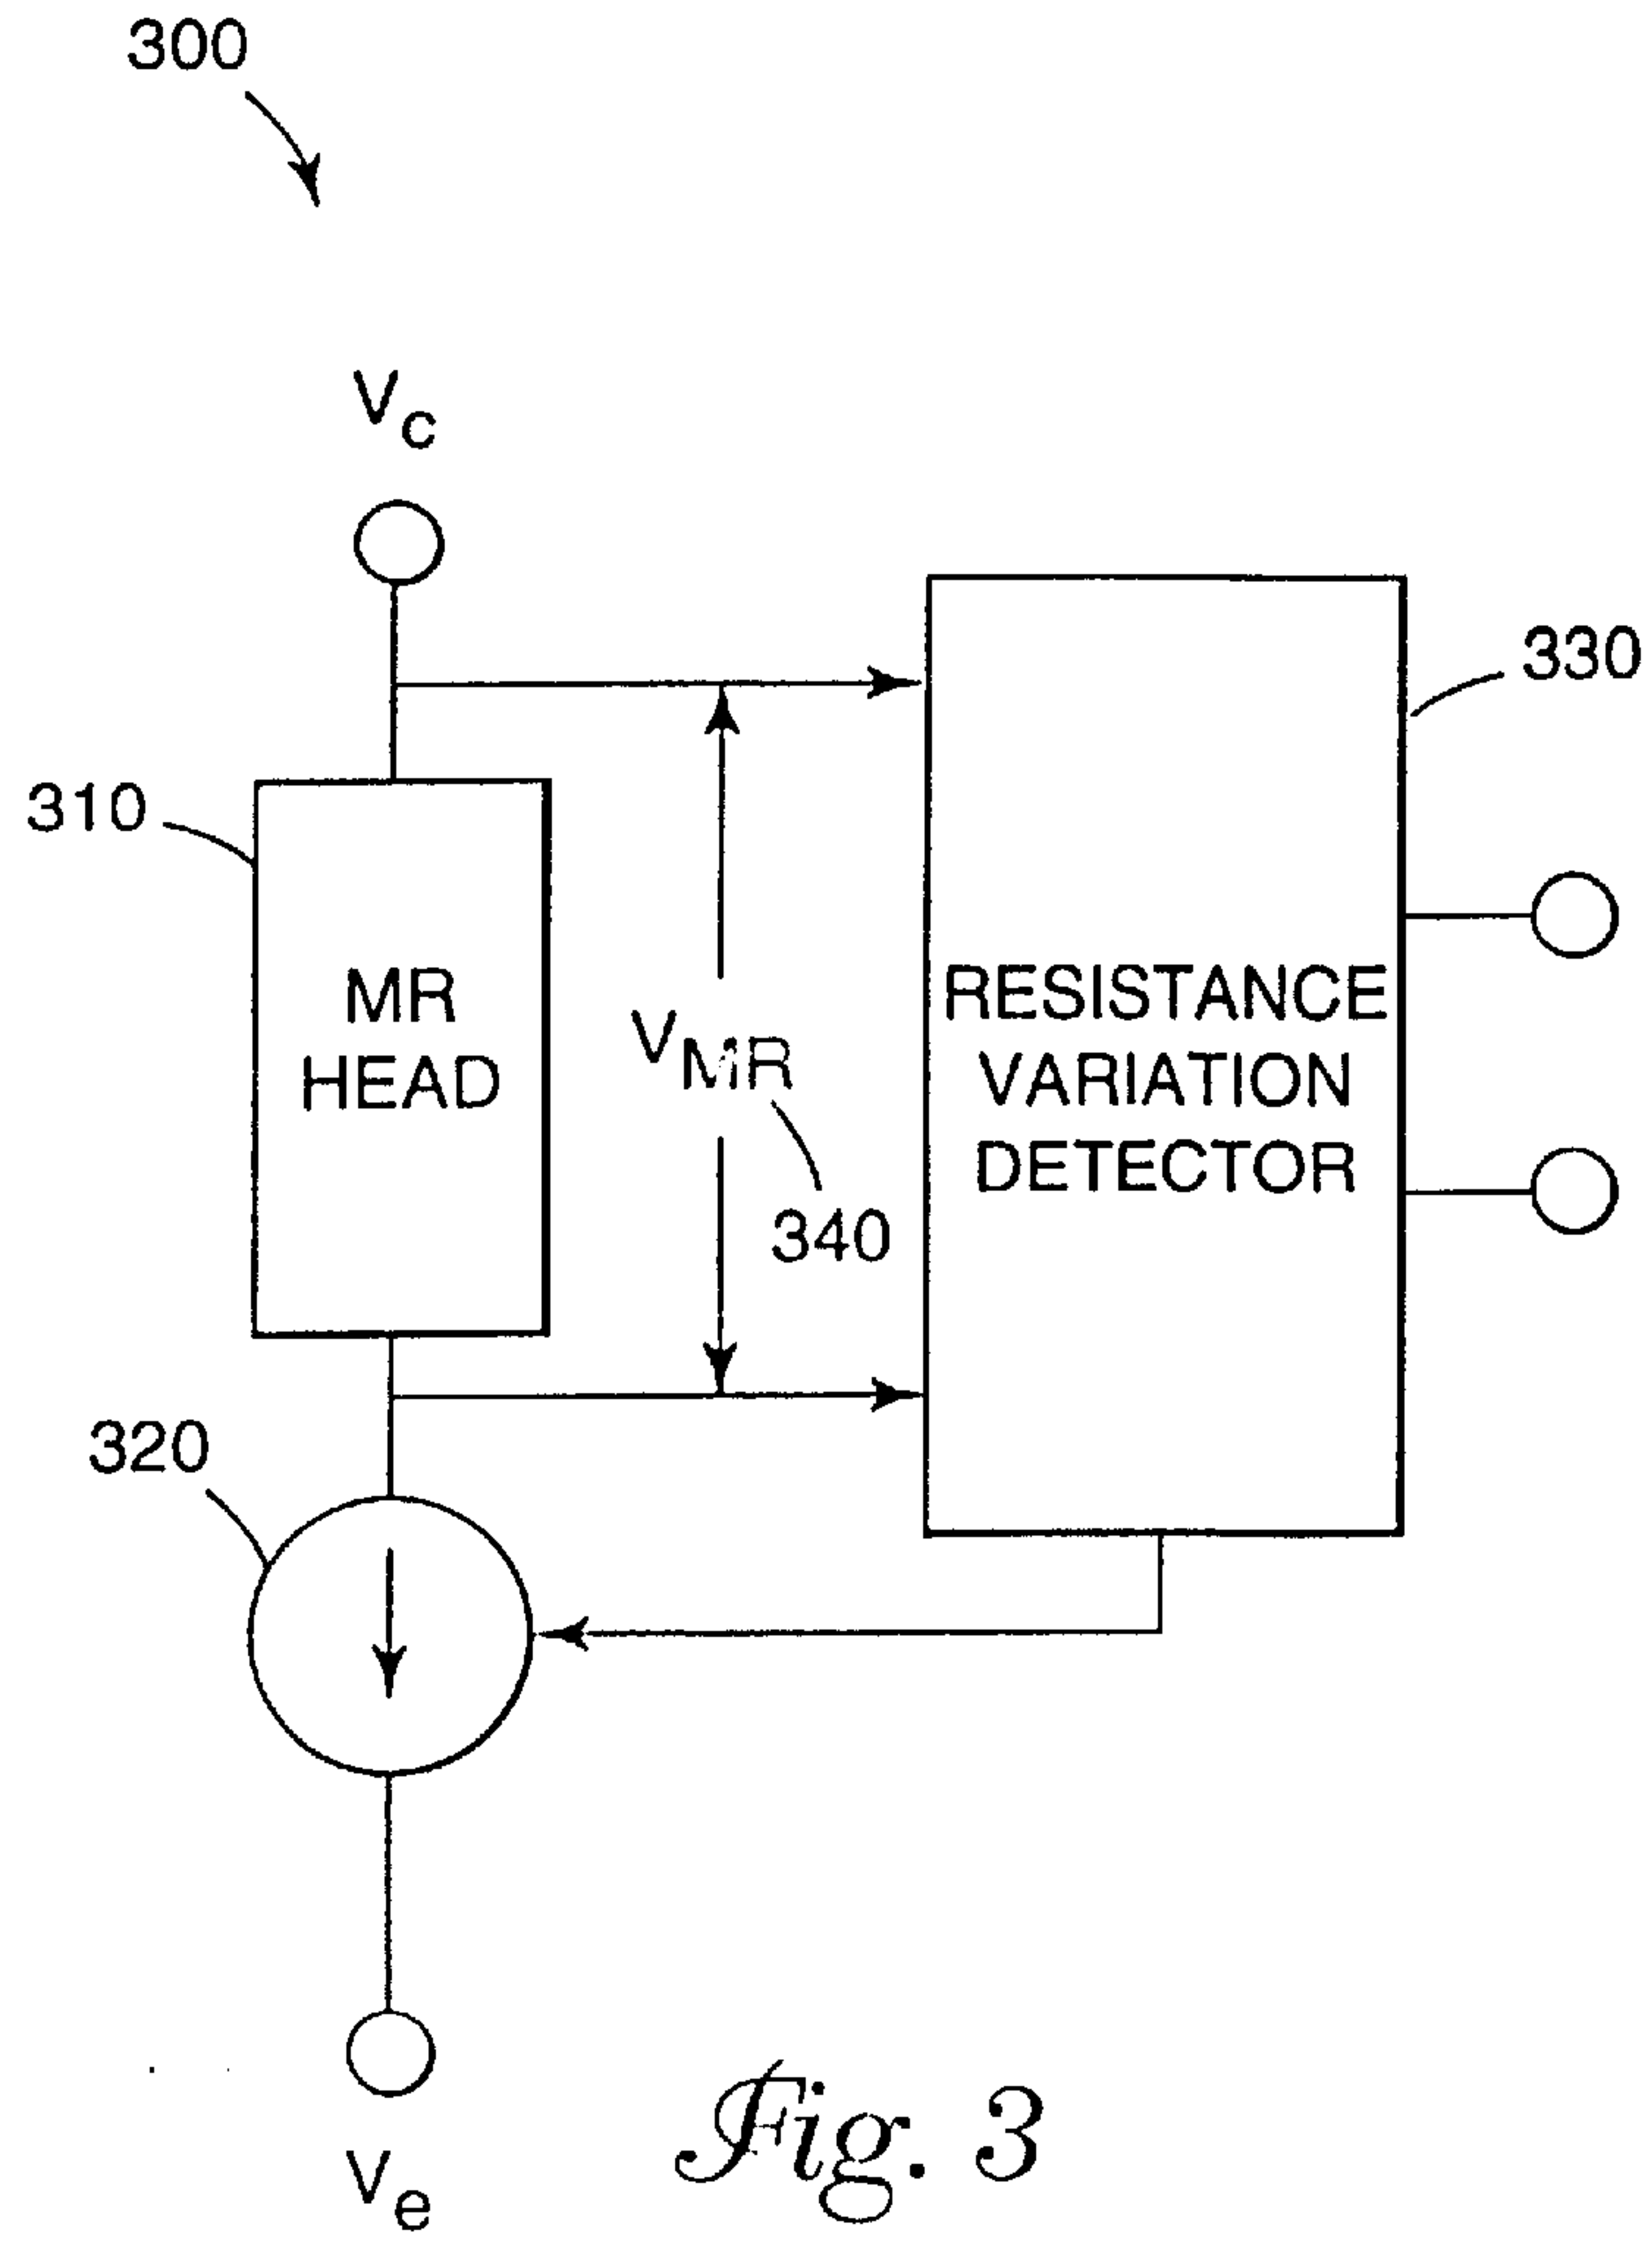 300
Vc
330
310
MR
HEAD
VMR
340
RESISTANCE
VARIATION
DETECTOR
320
Ve
Fig. 3